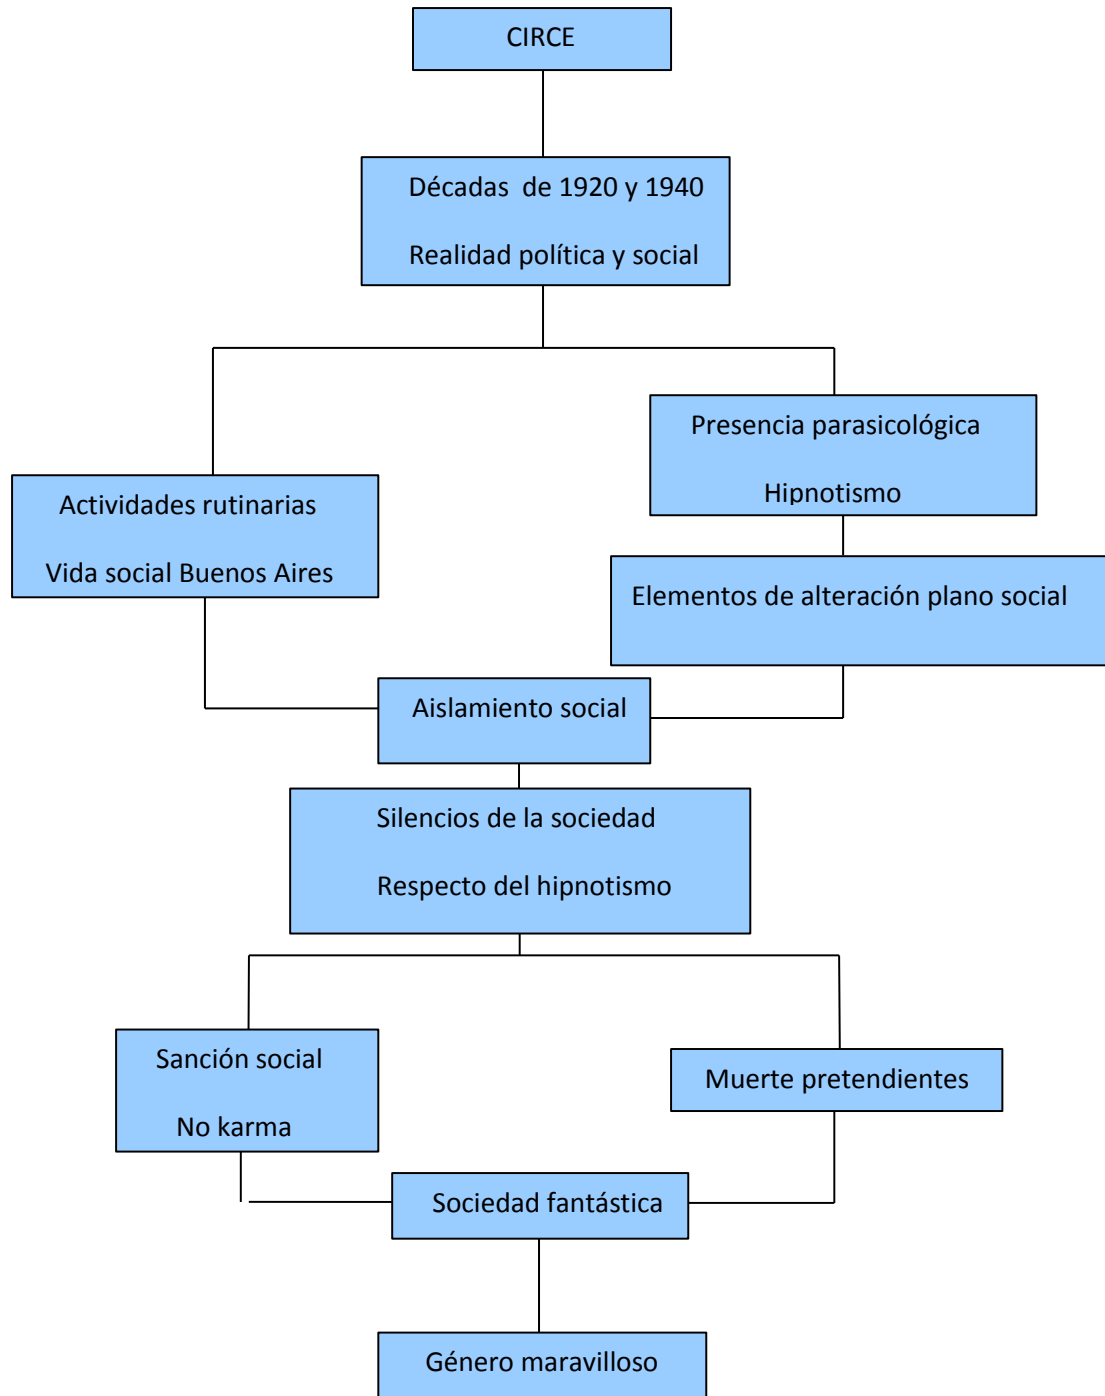 CIRCE
Décadas de 1920 y 1940
Realidad política y social
Presencia parasicológica
Hipnotismo
Actividades rutinarias
Vida social Buenos Aires
Elementos de alteración plano social
Aislamiento social
Silencios de la sociedad
Respecto del hipnotismo
Sanción social
No karma
Muerte pretendientes
Sociedad fantástica
Género maravilloso